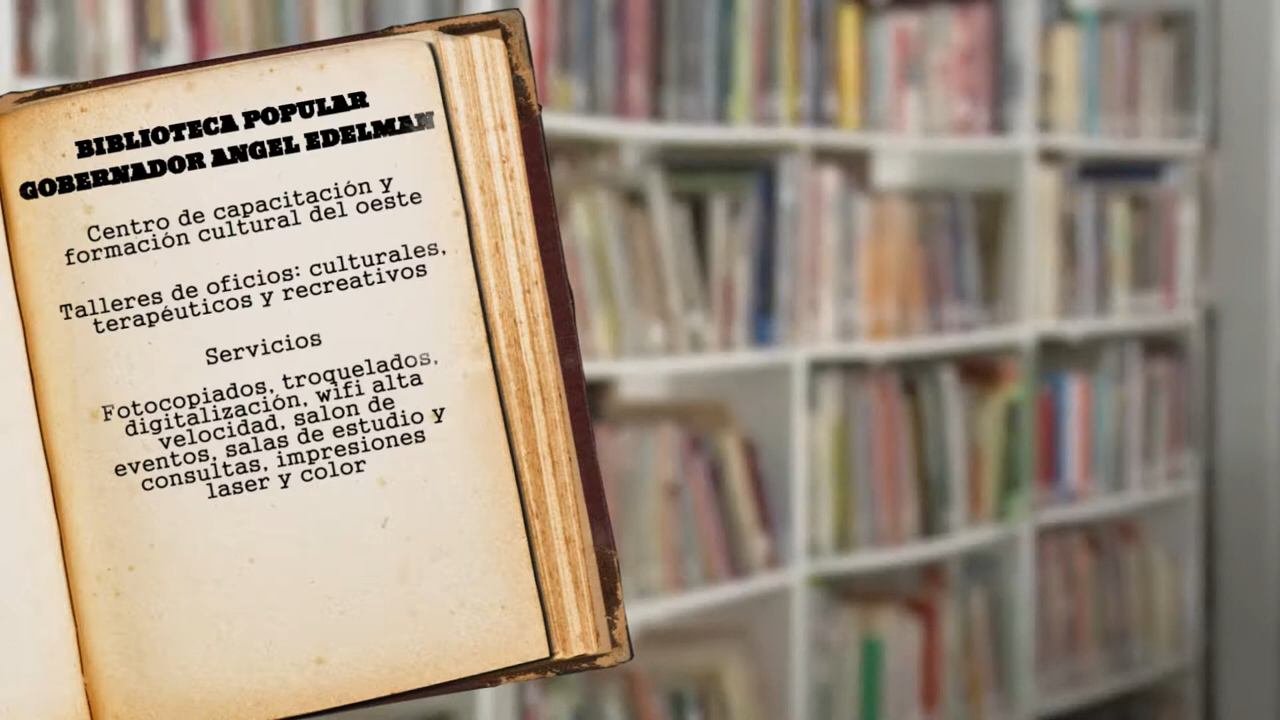 BIBLIOTECA POPULAR
GOBERNADOR ANGEL EDELMAN
Centro de capacitación y
formación cultural del oeste
Talleres de oficios: culturales,
terapéuticos y recreativos
Servicios
Fotocopiados, troquelados,
digitalización, wifi alta
velocidad, salon de
eventos, salas de estudio y
consultas, impresiones
laser y color